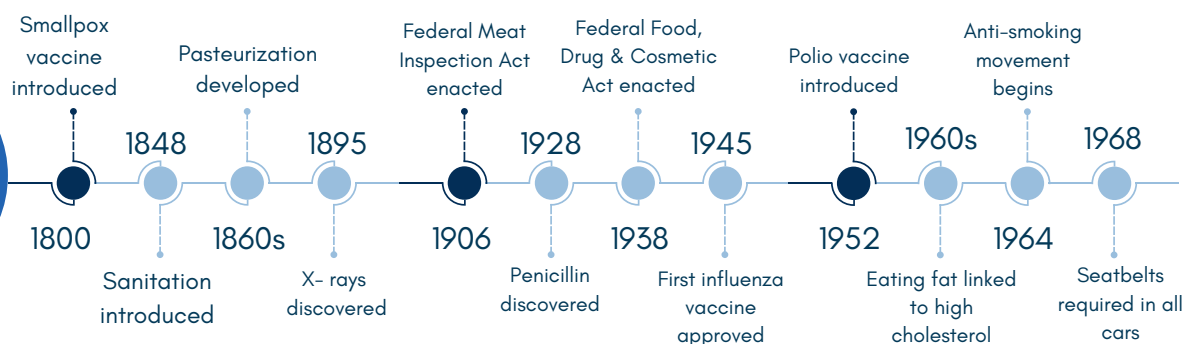 Smallpox
vaccine
introduced
1800
1848
Sanitation
introduced
Pasteurization
developed
1860s
1895
X- rays
discovered
Federal Meat
Inspection Act
enacted
1906
1928
Penicillin
discovered
Federal Food,
Drug & Cosmetic
Act enacted
1938
1945
First influenza
vaccine
approved
Polio vaccine
introduced
1952
1960s
Eating fat linked
to high
cholesterol
Anti-smoking
movement
begins
1964
1968
Seatbelts
required in all
cars